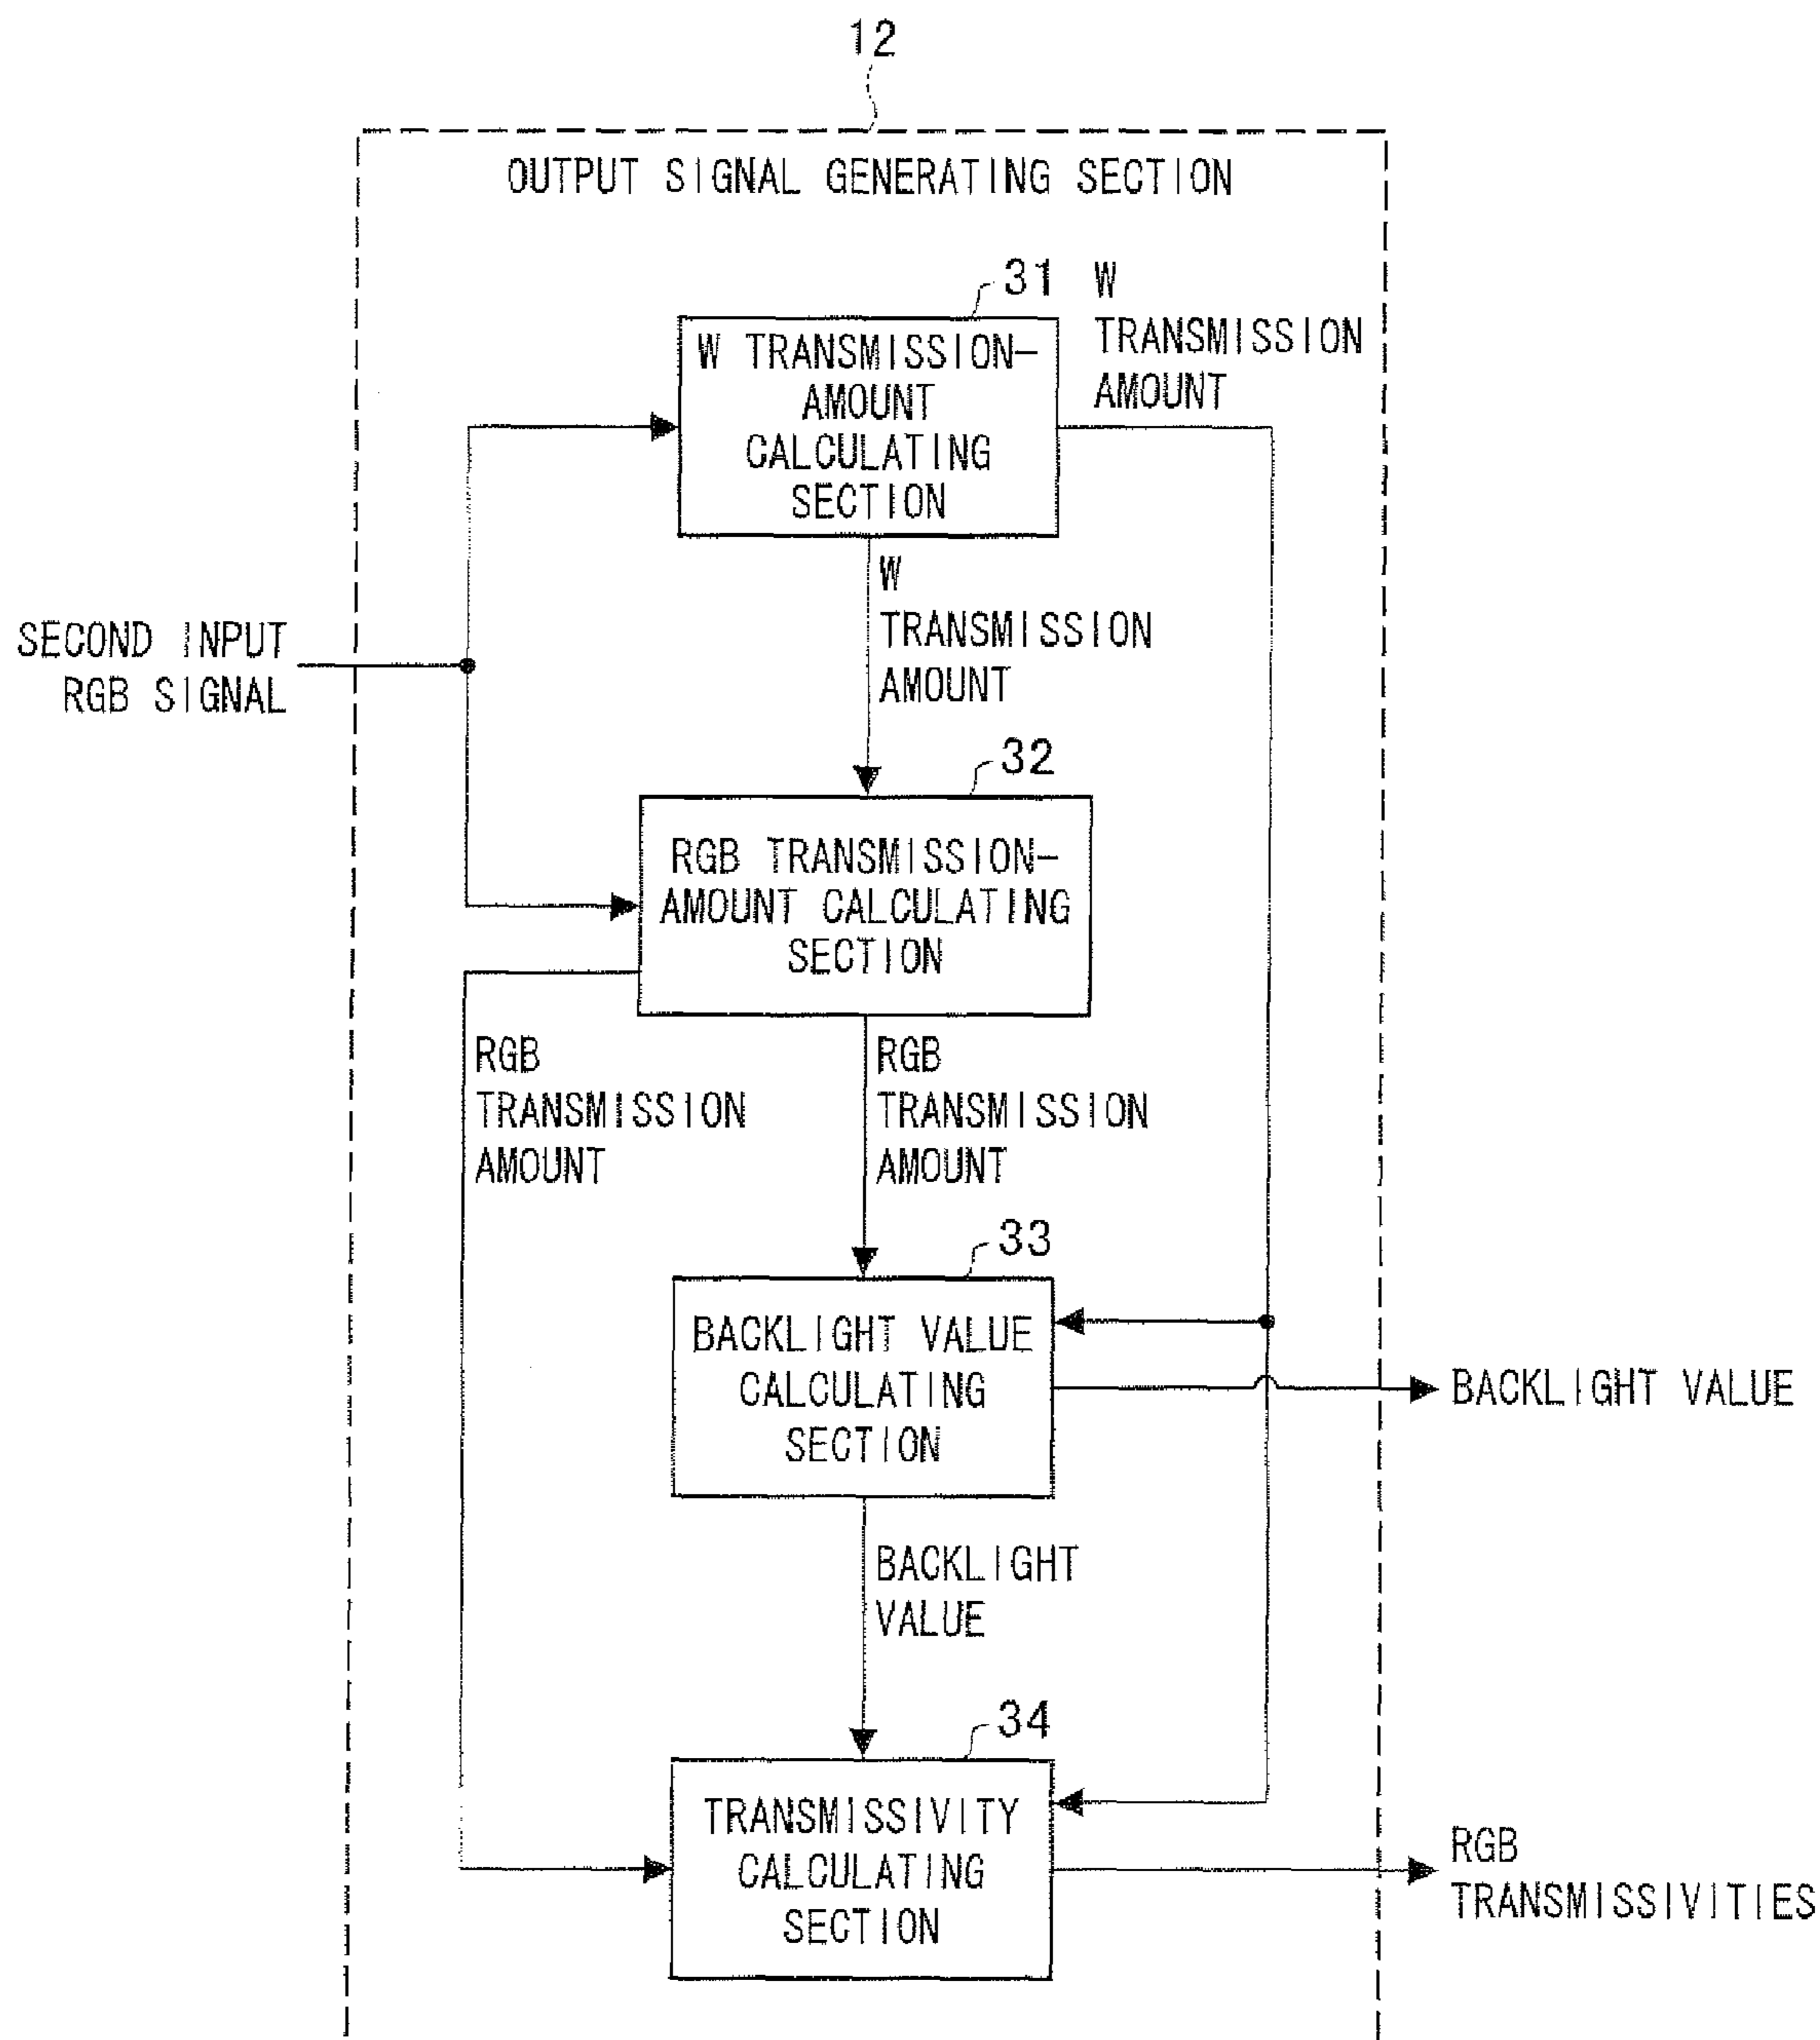 12
OUTPUT SIGNAL GENERATING SECTION
31
W
TRANSMISSION
AMOUNT
W TRANSMISSION-
AMOUNT
CALCULATING
SECTION
W
TRANSMISSION
AMOUNT
SECOND INPUT
RGB SIGNAL
32
RGB TRANSMISSION-
AMOUNT CALCULATING
SECTION
RGB
TRANSMISSION
AMOUNT
RGB
TRANSMISSION
AMOUNT
33
BACKLIGHT VALUE
CALCULATING
SECTION
BACKLIGHT VALUE
BACKLIGHT
VALUE
34
TRANSMISSIVITY
CALCULATING
SECTION
RGB
TRANSMISSIVITIES